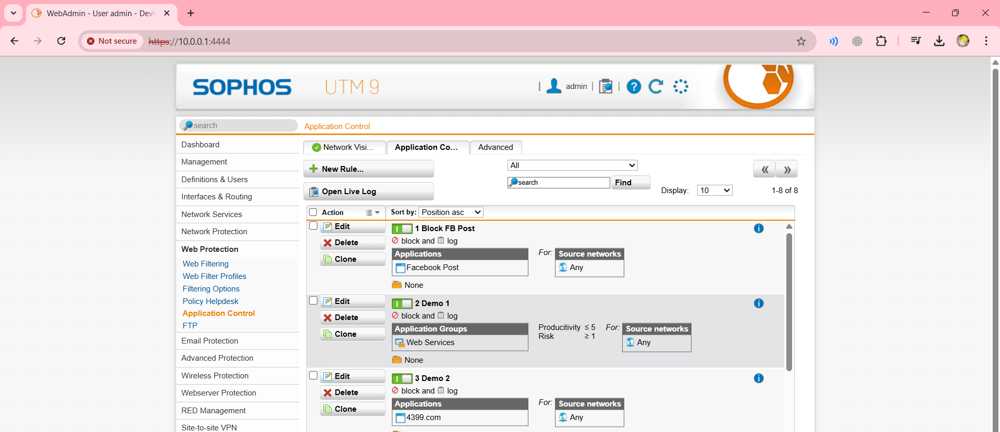 WebAdmin - User admin - Devi
Not secure
https://10.0.0.1:4444
SOPHOS UTM 9
| admin | |
search
Application Control
Dashboard
Management
Definitions & Users
Interfaces & Routing
Network Services
Network Protection
Web Protection
Web Filtering
Web Filter Profiles
Filtering Options
Policy Helpdesk
Application Control
FTP
Email Protection
Advanced Protection
Wireless Protection
Webserver Protection
RED Management
Site-to-site VPN
Network Visi...
Application Co...
Advanced
New Rule...
Open Live Log
All
search
Find
Display: 10
1-8 of 8
Action
Sort by: Position asc
Edit
Delete
Clone
1 Block FB Post
block and log
Applications
Facebook Post
For:
Source networks
Any
None
Edit
Delete
Clone
2 Demo 1
block and log
Application Groups
Web Services
Producitivity ≤ 5
Risk ≥ 1
For:
Source networks
Any
None
Edit
Delete
Clone
3 Demo 2
block and log
Applications
4399.com
For:
Source networks
Any